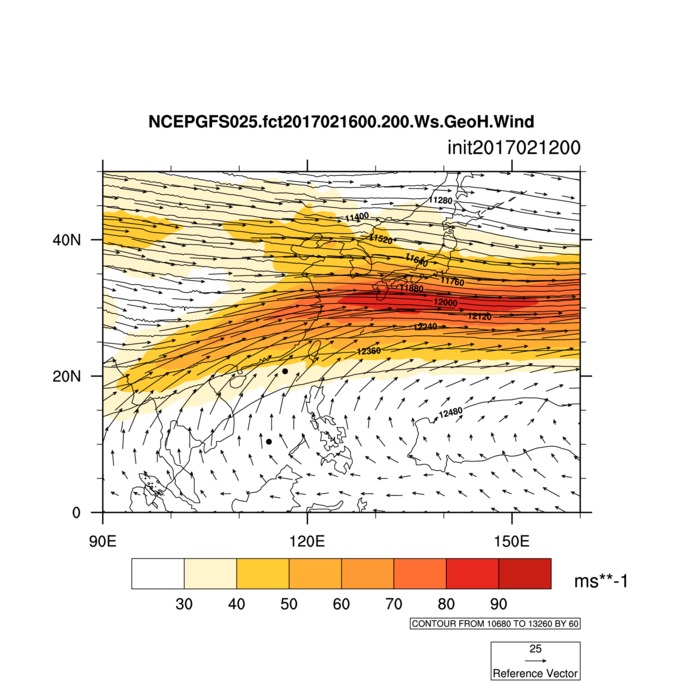 NCEPGFS025.fct2017021600.200.Ws.GeoH.Wind
init2017021200
11280
11400
11520
40N
11640
11760
11880
12000
12120
12240
12360
20N
12480
0
90E 120E 150E
ms**-1
30 40 50 60 70 80 90
CONTOUR FROM 10680 TO 13260 BY 60
25
Reference Vector